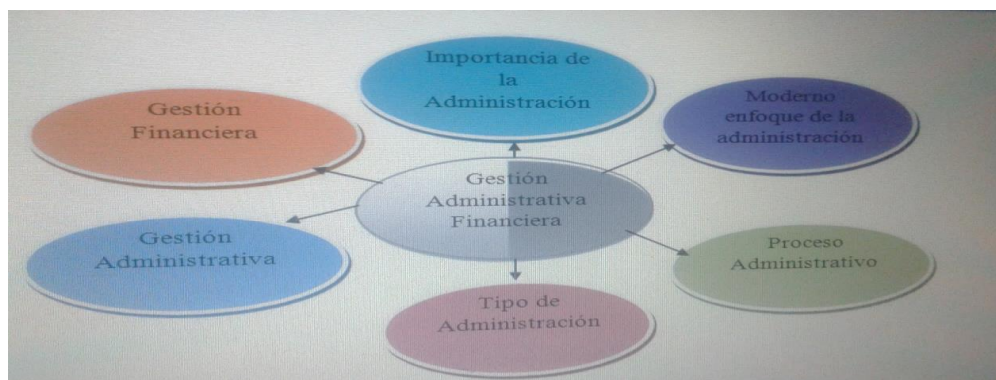 Importancia de
la
Administración
Gestión
Financiera
Moderno
enfoque de la
administración
Gestión
Administrativa
Financiera
Gestión
Administrativa
Proceso
Administrativo
Tipo de
Administración